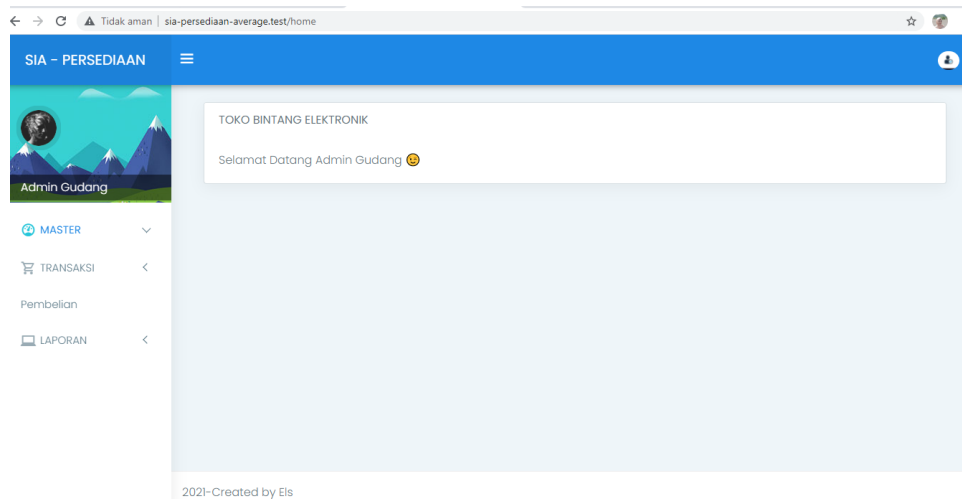 Tidak aman | sia-persediaan-average.test/home
SIA - PERSEDIAAN
Admin Gudang
MASTER
TRANSAKSI
Pembelian
LAPORAN
TOKO BINTANG ELEKTRONIK
Selamat Datang Admin Gudang 😉
2021-Created by Els